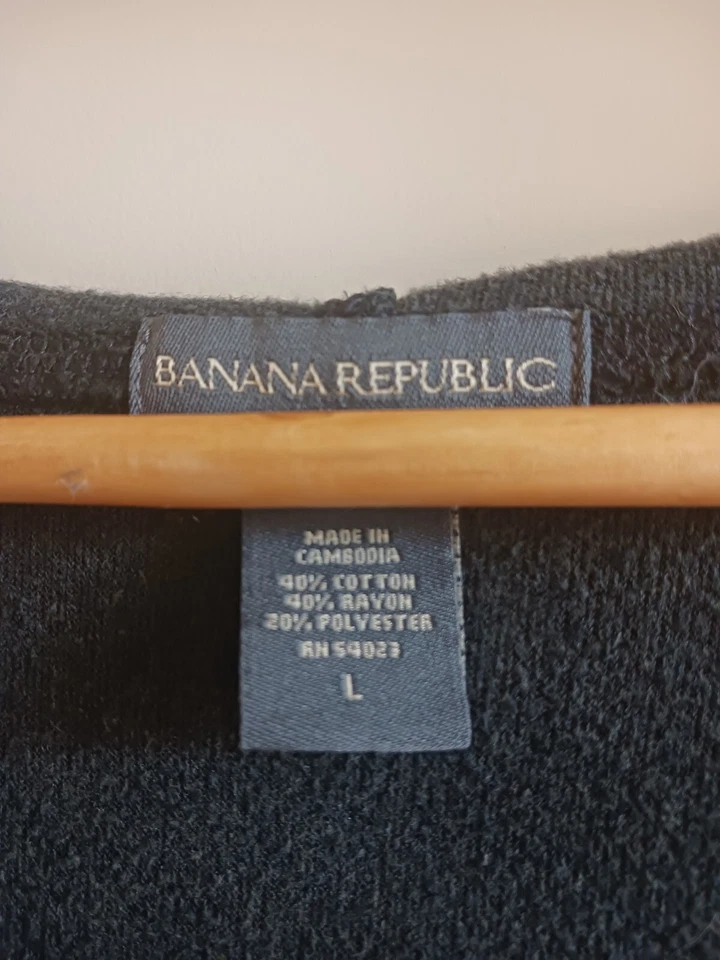 BANANA REPUBLIC
MADE IN
CAMBODIA
40% COTTON
40% RAYON
20% POLYESTER
RN 54023
L